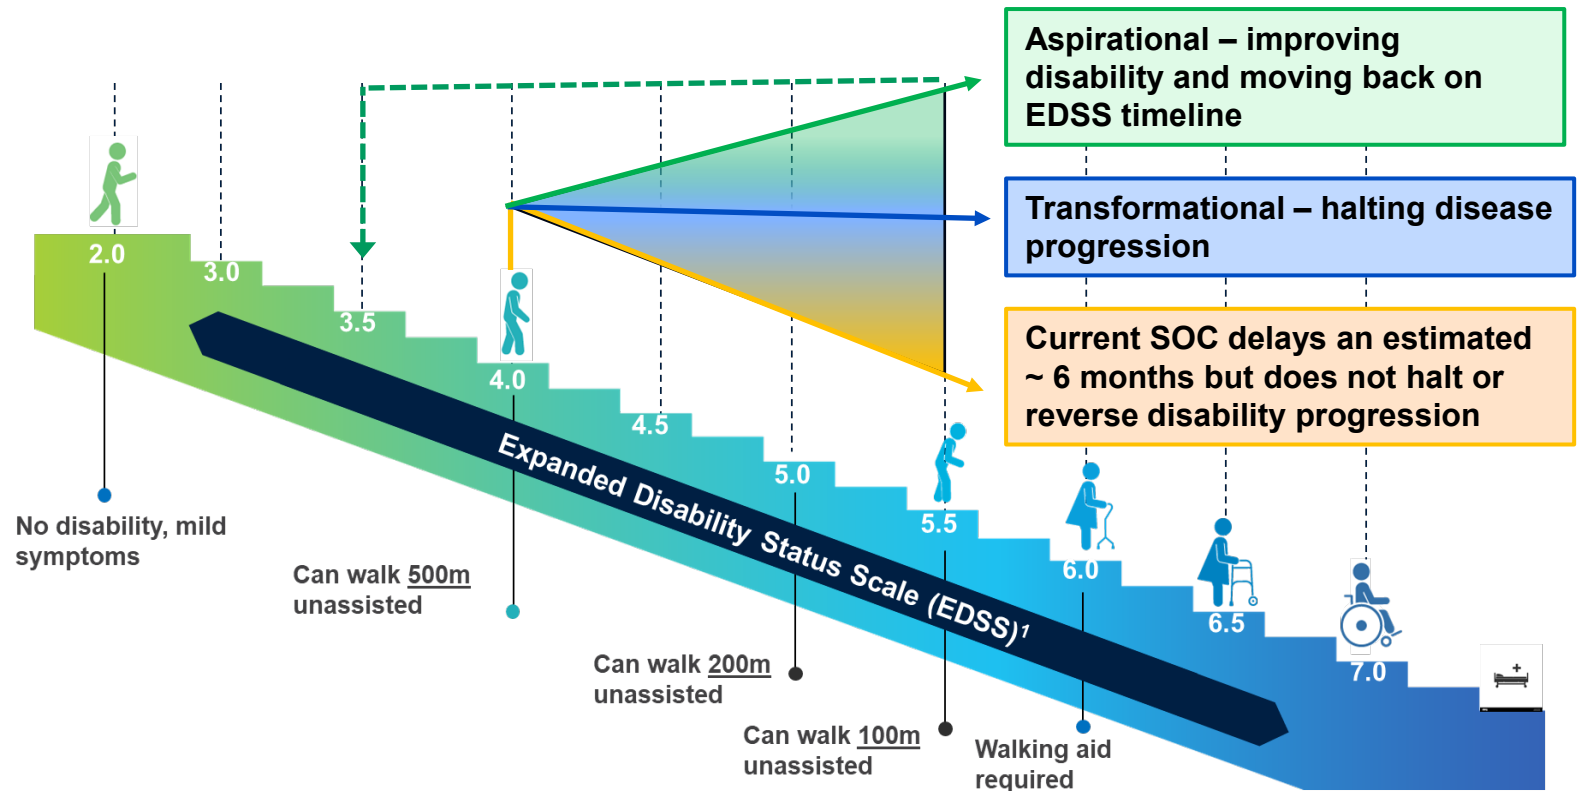 Aspirational – improving
disability and moving back on
EDSS timeline
Transformational – halting disease
progression
Current SOC delays an estimated
~ 6 months but does not halt or
reverse disability progression
2.0
3.0
3.5
4.0
4.5
5.0
5.5
6.0
6.5
7.0
Expanded Disability Status Scale (EDSS)¹
No disability, mild
symptoms
Can walk 500m
unassisted
Can walk 200m
unassisted
Can walk 100m
unassisted
Walking aid
required